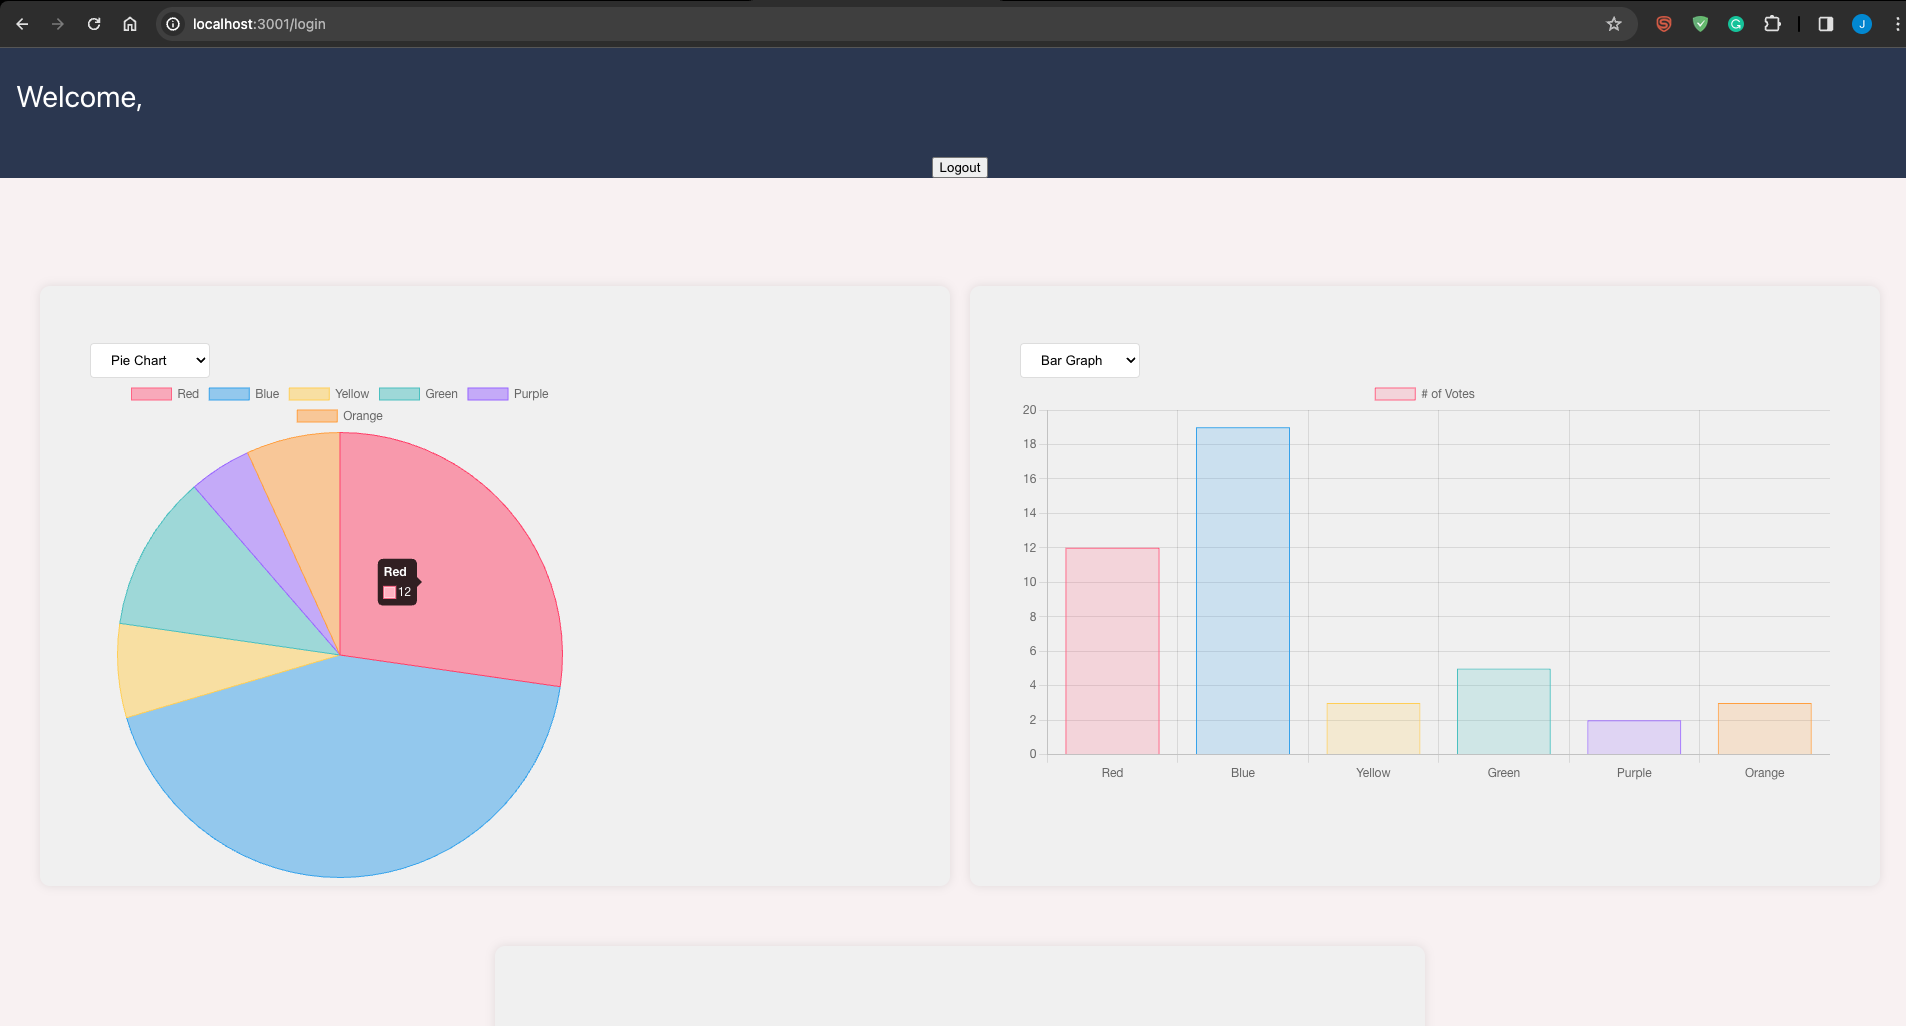 localhost:3001/login
J
Welcome,
Logout
Pie Chart
Red Blue Yellow Green Purple
Orange
Red
12
Bar Graph
# of Votes
20
18
16
14
12
10
8
6
4
2
0
Red Blue Yellow Green Purple Orange